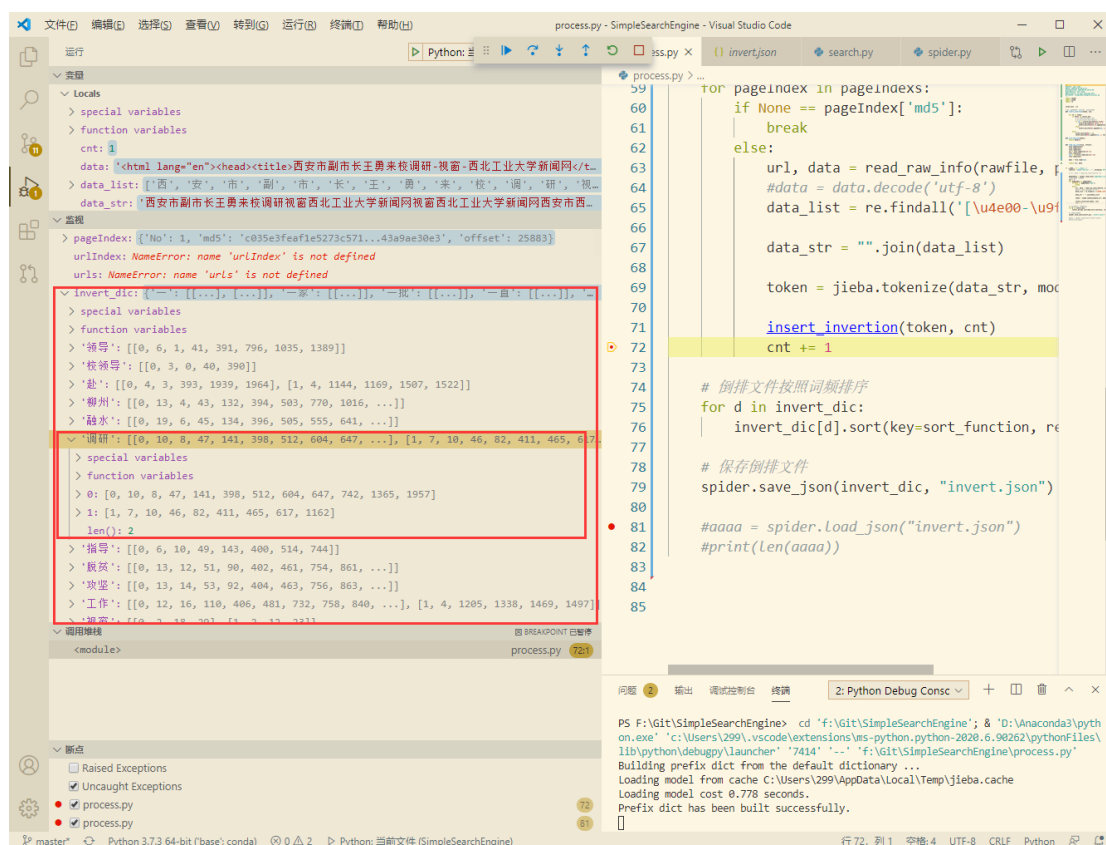 文件(F) 编辑(E) 选择(S) 查看(V) 转到(G) 运行(R) 终端(T) 帮助(H) process.py - SimpleSearchEngine - Visual Studio Code
运行
Python:
变量
Locals
special variables
function variables
cnt: 1
data: '<html lang="en"><head><title>西安市副市长王勇来校调研-视窗-西北工业大学新闻网</t…
data_list: ['西', '安', '市', '副', '市', '长', '王', '勇', '来', '校', '调', '研', '视…
data_str: '西安市副市长王勇来校调研视窗西北工业大学新闻网视窗西北工业大学新闻网西安市西…
监视
pageIndex: {'No': 1, 'md5': 'c035e3feaf1e5273c571...43a9ae30e3', 'offset': 25883}
urlIndex: NameError: name 'urlIndex' is not defined
urls: NameError: name 'urls' is not defined
invert_dic: {'一': [[...], [...]], '一家': [[...]], '一批': [[...]], '一直': [[...]], '…
special variables
function variables
'领导': [[0, 6, 1, 41, 391, 796, 1035, 1389]]
'校领导': [[0, 3, 0, 40, 390]]
'赴': [[0, 4, 3, 393, 1939, 1964], [1, 4, 1144, 1169, 1507, 1522]]
'柳州': [[0, 13, 4, 43, 132, 394, 503, 770, 1016, ...]]
'融水': [[0, 19, 6, 45, 134, 396, 505, 555, 641, ...]]
'调研': [[0, 10, 8, 47, 141, 398, 512, 604, 647, ...], [1, 7, 10, 46, 82, 411, 465, 617…
special variables
function variables
0: [0, 10, 8, 47, 141, 398, 512, 604, 647, 742, 1365, 1957]
1: [1, 7, 10, 46, 82, 411, 465, 617, 1162]
len(): 2
'指导': [[0, 6, 10, 49, 143, 400, 514, 744]]
'脱贫': [[0, 13, 12, 51, 90, 402, 461, 754, 861, ...]]
'攻坚': [[0, 13, 14, 53, 92, 404, 463, 756, 863, ...]]
'工作': [[0, 12, 16, 110, 406, 481, 732, 758, 840, ...], [1, 4, 1205, 1338, 1469, 1497]]
'视窗': [[0, 2, 18, 29], [1, 2, 12, 23]]
调用堆栈 因 BREAKPOINT 已暂停
<module> process.py 72:1
断点
Raised Exceptions
Uncaught Exceptions
process.py 72
process.py 81
ess.py invert.json search.py spider.py
process.py > ...
59 for pageIndex in pageIndexs:
60 if None == pageIndex['md5']:
61 break
62 else:
63 url, data = read_raw_info(rawfile, p
64 #data = data.decode('utf-8')
65 data_list = re.findall('[\u4e00-\u9f
66
67 data_str = "".join(data_list)
68
69 token = jieba.tokenize(data_str, mod
70
71 insert_invertion(token, cnt)
72 cnt += 1
73
74 # 倒排文件按照词频排序
75 for d in invert_dic:
76 invert_dic[d].sort(key=sort_function, re
77
78 # 保存倒排文件
79 spider.save_json(invert_dic, "invert.json")
80
81 #aaaa = spider.load_json("invert.json")
82 #print(len(aaaa))
83
84
85
问题 2 输出 调试控制台 终端 2: Python Debug Consc
PS F:\Git\SimpleSearchEngine> cd 'f:\Git\SimpleSearchEngine'; & 'D:\Anaconda3\pyth
on.exe' 'c:\Users\299\.vscode\extensions\ms-python.python-2020.6.90262\pythonFiles\
lib\python\debugpy\launcher' '7414' '--' 'f:\Git\SimpleSearchEngine\process.py'
Building prefix dict from the default dictionary ...
Loading model from cache C:\Users\299\AppData\Local\Temp\jieba.cache
Loading model cost 0.778 seconds.
Prefix dict has been built successfully.
master* Python 3.7.3 64-bit ('base': conda) 0 2 Python: 当前文件 (SimpleSearchEngine) 行 72, 列 1 空格: 4 UTF-8 CRLF Python